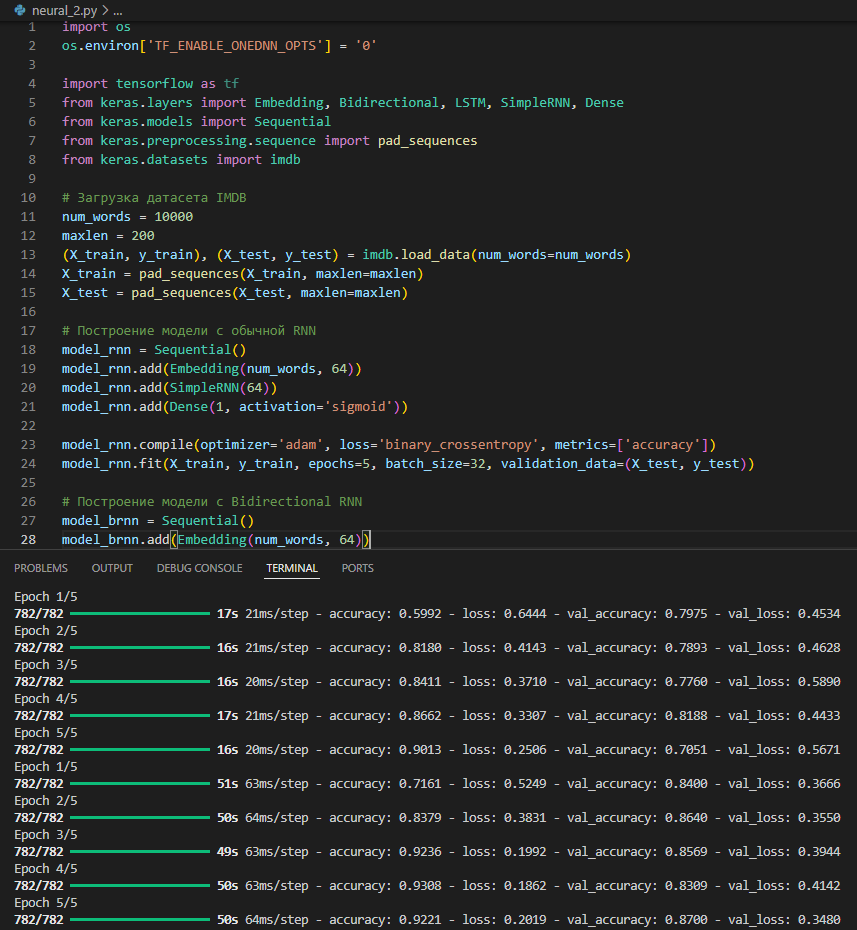 neural_2.py > ...
1 import os
2 os.environ['TF_ENABLE_ONEDNN_OPTS'] = '0'
3
4 import tensorflow as tf
5 from keras.layers import Embedding, Bidirectional, LSTM, SimpleRNN, Dense
6 from keras.models import Sequential
7 from keras.preprocessing.sequence import pad_sequences
8 from keras.datasets import imdb
9
10 # Загрузка датасета IMDB
11 num_words = 10000
12 maxlen = 200
13 (X_train, y_train), (X_test, y_test) = imdb.load_data(num_words=num_words)
14 X_train = pad_sequences(X_train, maxlen=maxlen)
15 X_test = pad_sequences(X_test, maxlen=maxlen)
16
17 # Построение модели с обычной RNN
18 model_rnn = Sequential()
19 model_rnn.add(Embedding(num_words, 64))
20 model_rnn.add(SimpleRNN(64))
21 model_rnn.add(Dense(1, activation='sigmoid'))
22
23 model_rnn.compile(optimizer='adam', loss='binary_crossentropy', metrics=['accuracy'])
24 model_rnn.fit(X_train, y_train, epochs=5, batch_size=32, validation_data=(X_test, y_test))
25
26 # Построение модели с Bidirectional RNN
27 model_brnn = Sequential()
28 model_brnn.add(Embedding(num_words, 64))
PROBLEMS OUTPUT DEBUG CONSOLE TERMINAL PORTS
Epoch 1/5
782/782 17s 21ms/step - accuracy: 0.5992 - loss: 0.6444 - val_accuracy: 0.7975 - val_loss: 0.4534
Epoch 2/5
782/782 16s 21ms/step - accuracy: 0.8180 - loss: 0.4143 - val_accuracy: 0.7893 - val_loss: 0.4628
Epoch 3/5
782/782 16s 20ms/step - accuracy: 0.8411 - loss: 0.3710 - val_accuracy: 0.7760 - val_loss: 0.5890
Epoch 4/5
782/782 17s 21ms/step - accuracy: 0.8662 - loss: 0.3307 - val_accuracy: 0.8188 - val_loss: 0.4433
Epoch 5/5
782/782 16s 20ms/step - accuracy: 0.9013 - loss: 0.2506 - val_accuracy: 0.7051 - val_loss: 0.5671
Epoch 1/5
782/782 51s 63ms/step - accuracy: 0.7161 - loss: 0.5249 - val_accuracy: 0.8400 - val_loss: 0.3666
Epoch 2/5
782/782 50s 64ms/step - accuracy: 0.8379 - loss: 0.3831 - val_accuracy: 0.8640 - val_loss: 0.3550
Epoch 3/5
782/782 49s 63ms/step - accuracy: 0.9236 - loss: 0.1992 - val_accuracy: 0.8569 - val_loss: 0.3944
Epoch 4/5
782/782 50s 63ms/step - accuracy: 0.9308 - loss: 0.1862 - val_accuracy: 0.8309 - val_loss: 0.4142
Epoch 5/5
782/782 50s 64ms/step - accuracy: 0.9221 - loss: 0.2019 - val_accuracy: 0.8700 - val_loss: 0.3480